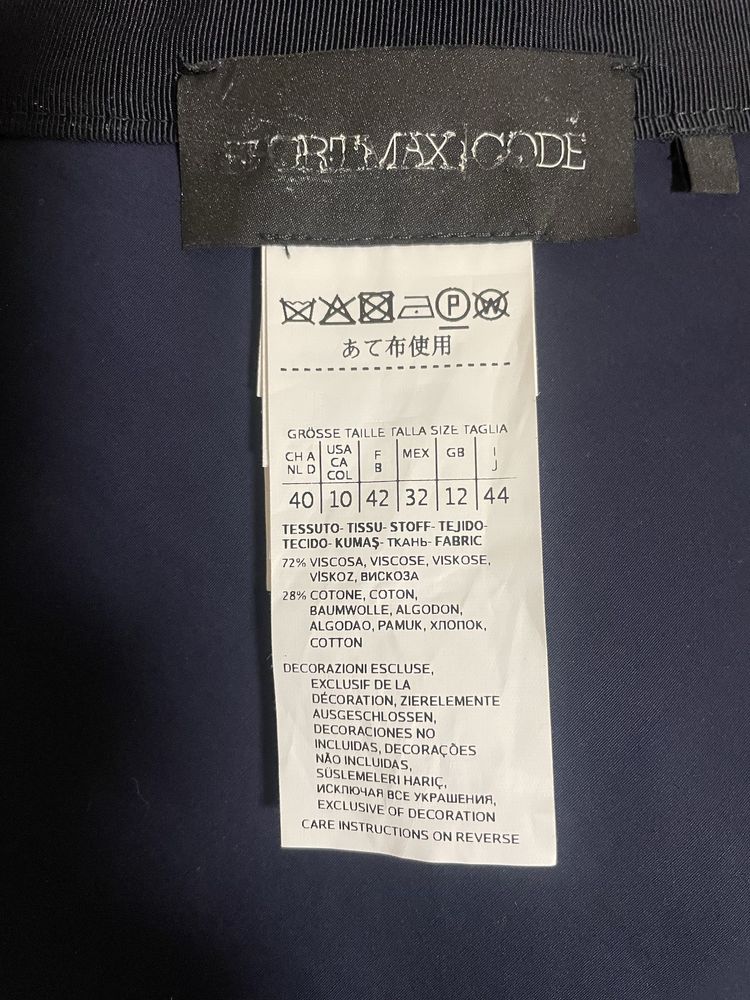 SPORTMAX|CODE
P W
あて布使用
GRÖSSE TAILLE TALLA SIZE TAGLIA
CH A NL D USA CA COL F B MEX GB I J
40 10 42 32 12 44
TESSUTO- TISSU- STOFF- TEJIDO-
TECIDO- KUMAŞ- ТКАНЬ- FABRIC
72% VISCOSA, VISCOSE, VISKOSE,
VİSKOZ, ВИСКОЗА
28% COTONE, COTON,
BAUMWOLLE, ALGODON,
ALGODAO, PAMUK, ХЛОПОК,
COTTON
DECORAZIONI ESCLUSE,
EXCLUSIF DE LA
DÉCORATION, ZIERELEMENTE
AUSGESCHLOSSEN,
DECORACIONES NO
INCLUIDAS, DECORAÇÕES
NÃO INCLUIDAS,
SÜSLEMELERI HARIÇ,
ИСКЛЮЧАЯ ВСЕ УКРАШЕНИЯ,
EXCLUSIVE OF DECORATION
CARE INSTRUCTIONS ON REVERSE